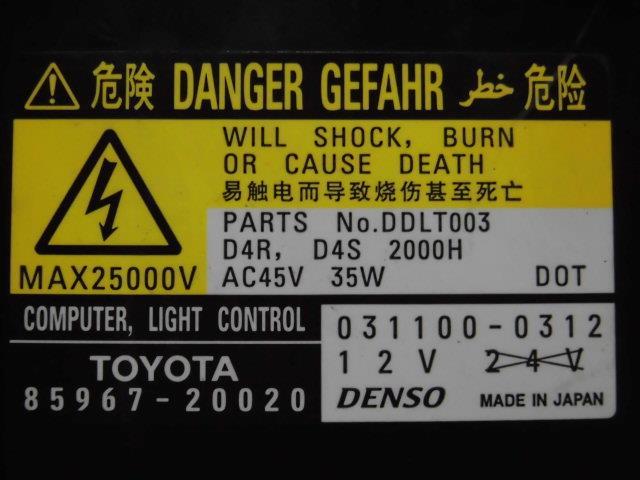 危険 DANGER GEFAHR خطر 危险
WILL SHOCK, BURN
OR CAUSE DEATH
易触电而导致烧伤甚至死亡
MAX25000V
PARTS No.DDLT003
D4R, D4S 2000H
AC45V 35W DOT
COMPUTER, LIGHT CONTROL
TOYOTA
85967-20020
031100-0312
12V 24V
DENSO MADE IN JAPAN